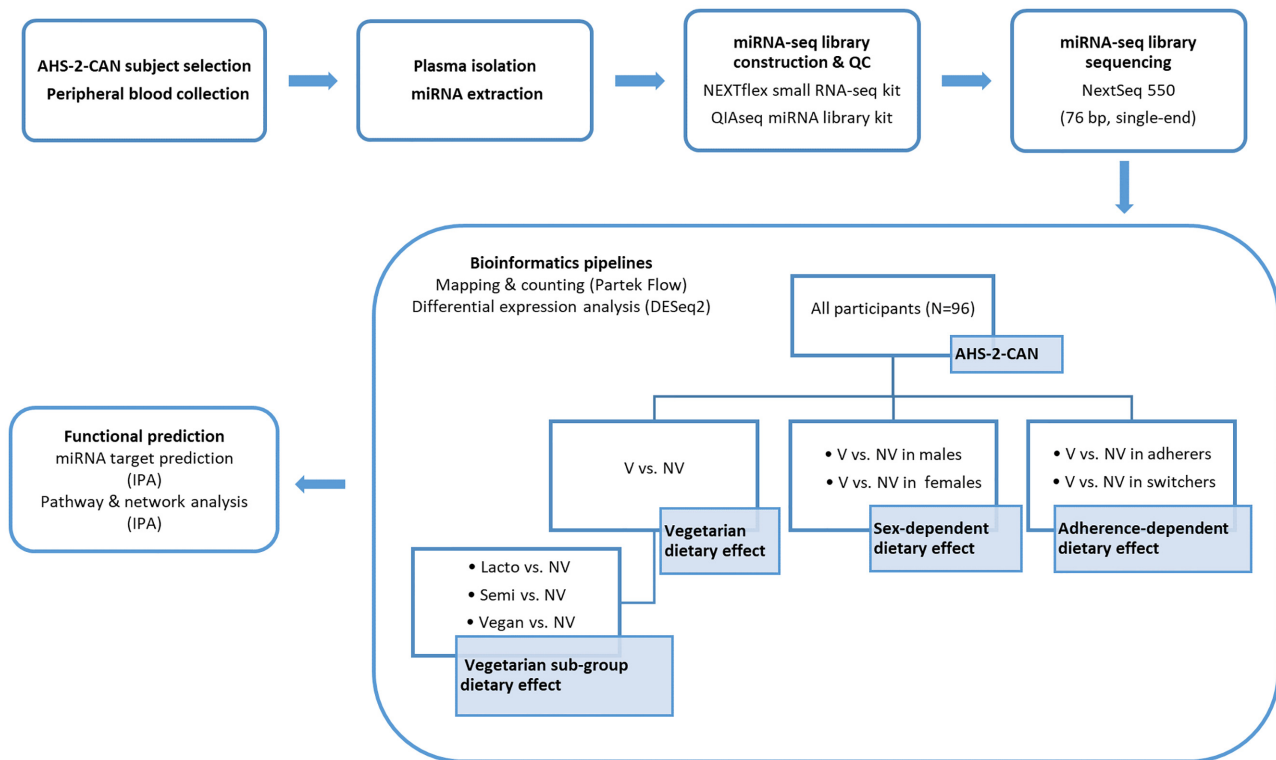 AHS-2-CAN subject selection
Peripheral blood collection
Plasma isolation
miRNA extraction
miRNA-seq library
construction & QC
NEXTflex small RNA-seq kit
QIAseq miRNA library kit
miRNA-seq library
sequencing
NextSeq 550
(76 bp, single-end)
Bioinformatics pipelines
Mapping & counting (Partek Flow)
Differential expression analysis (DESeq2)
All participants (N=96)
AHS-2-CAN
V vs. NV
Vegetarian
dietary effect
• V vs. NV in males
• V vs. NV in females
Sex-dependent
dietary effect
• V vs. NV in adherers
• V vs. NV in switchers
Adherence-dependent
dietary effect
• Lacto vs. NV
• Semi vs. NV
• Vegan vs. NV
Vegetarian sub-group
dietary effect
Functional prediction
miRNA target prediction
(IPA)
Pathway & network analysis
(IPA)